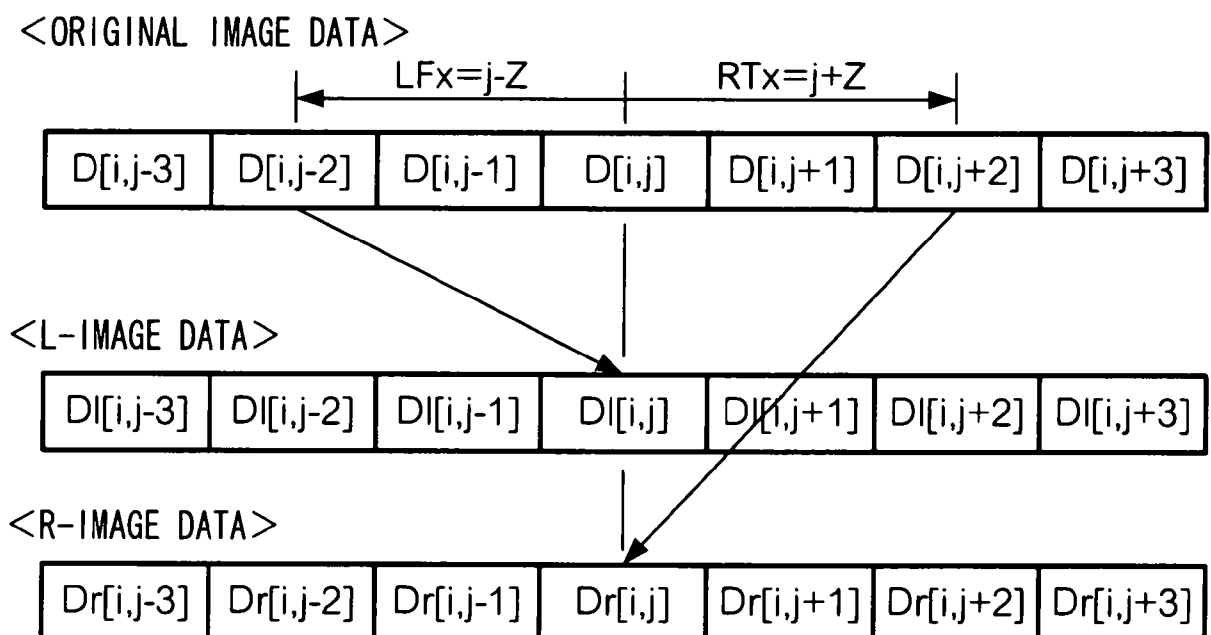 <ORIGINAL IMAGE DATA>
LFx=j-Z RTx=j+Z
D[i,j-3] D[i,j-2] D[i,j-1] D[i,j] D[i,j+1] D[i,j+2] D[i,j+3]
<L-IMAGE DATA>
Dl[i,j-3] Dl[i,j-2] Dl[i,j-1] Dl[i,j] Dl[i,j+1] Dl[i,j+2] Dl[i,j+3]
<R-IMAGE DATA>
Dr[i,j-3] Dr[i,j-2] Dr[i,j-1] Dr[i,j] Dr[i,j+1] Dr[i,j+2] Dr[i,j+3]